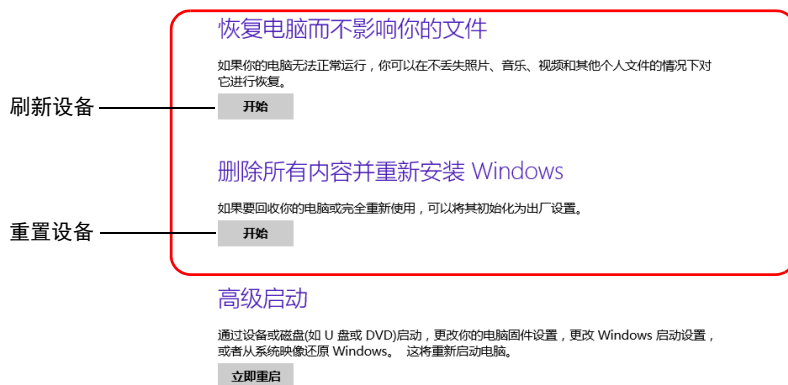 恢复电脑而不影响你的文件
如果你的电脑无法正常运行，你可以在不丢失照片、音乐、视频和其他个人文件的情况下对
它进行恢复。
刷新设备
开始
删除所有内容并重新安装 Windows
如果要回收你的电脑或完全重新使用，可以将其初始化为出厂设置。
重置设备
开始
高级启动
通过设备或磁盘(如 U 盘或 DVD)启动，更改你的电脑固件设置，更改 Windows 启动设置，
或者从系统映像还原 Windows。 这将重新启动电脑。
立即重启